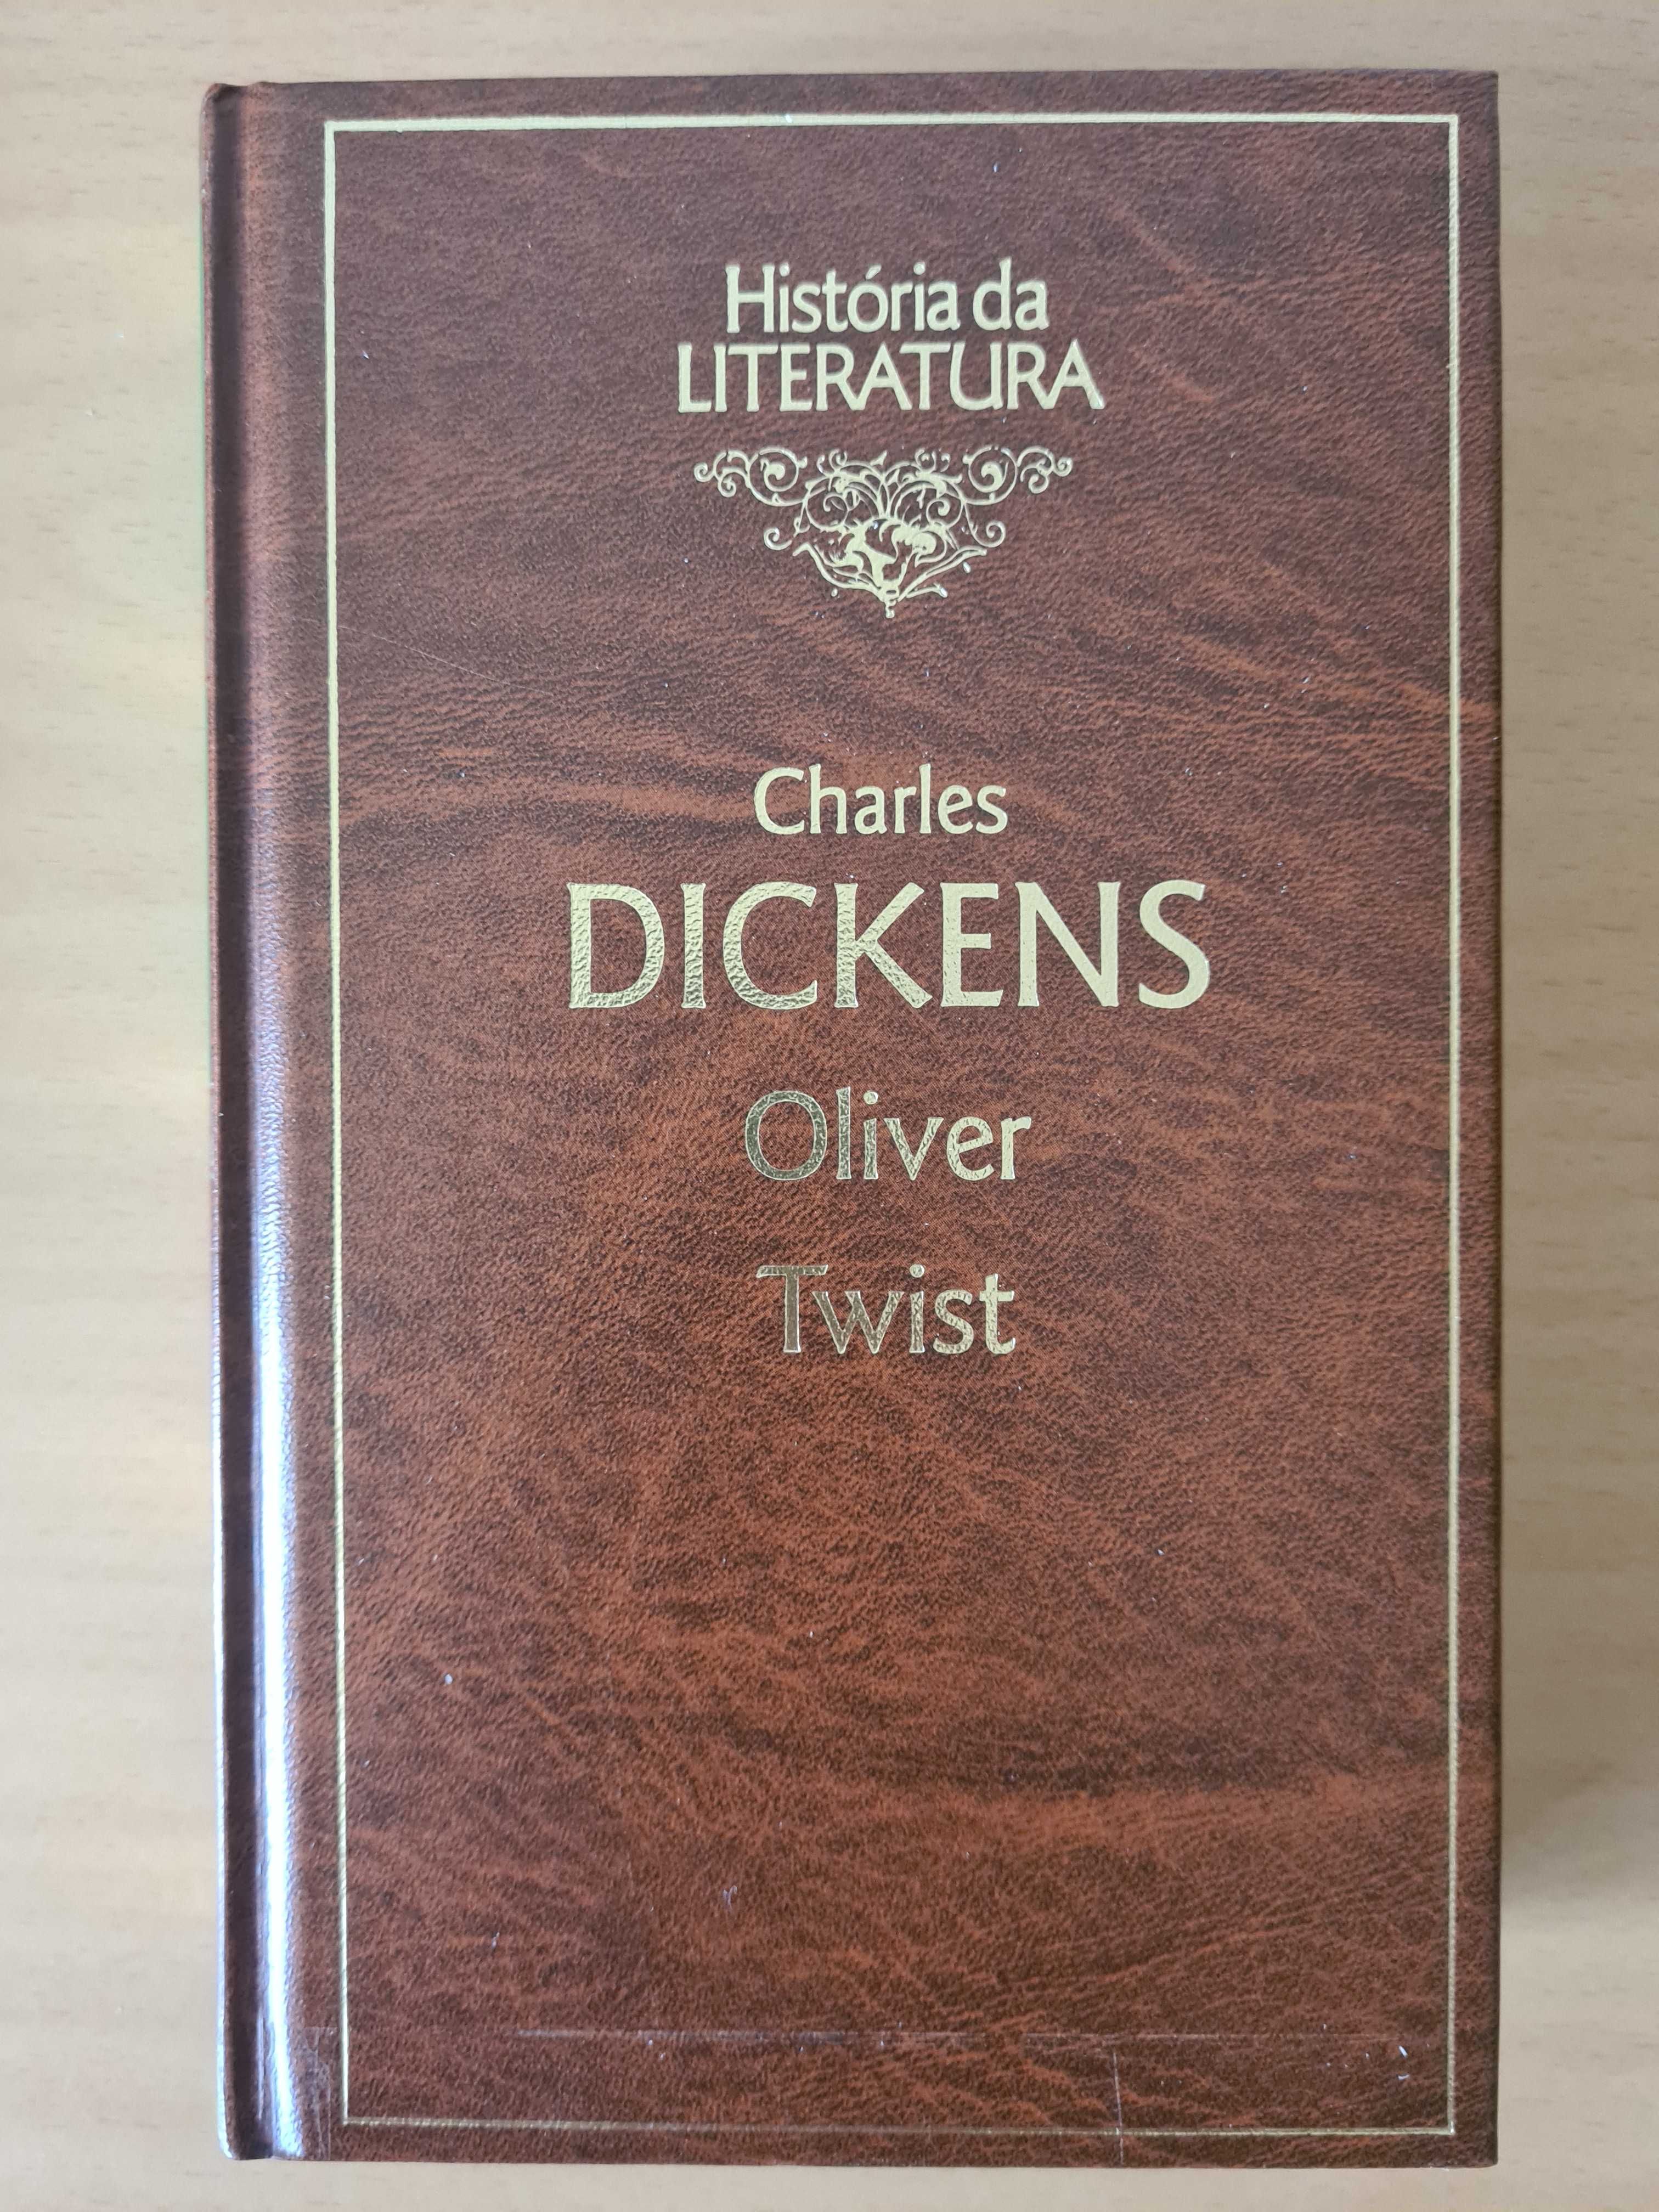 História da
LITERATURA
Charles
DICKENS
Oliver
Twist